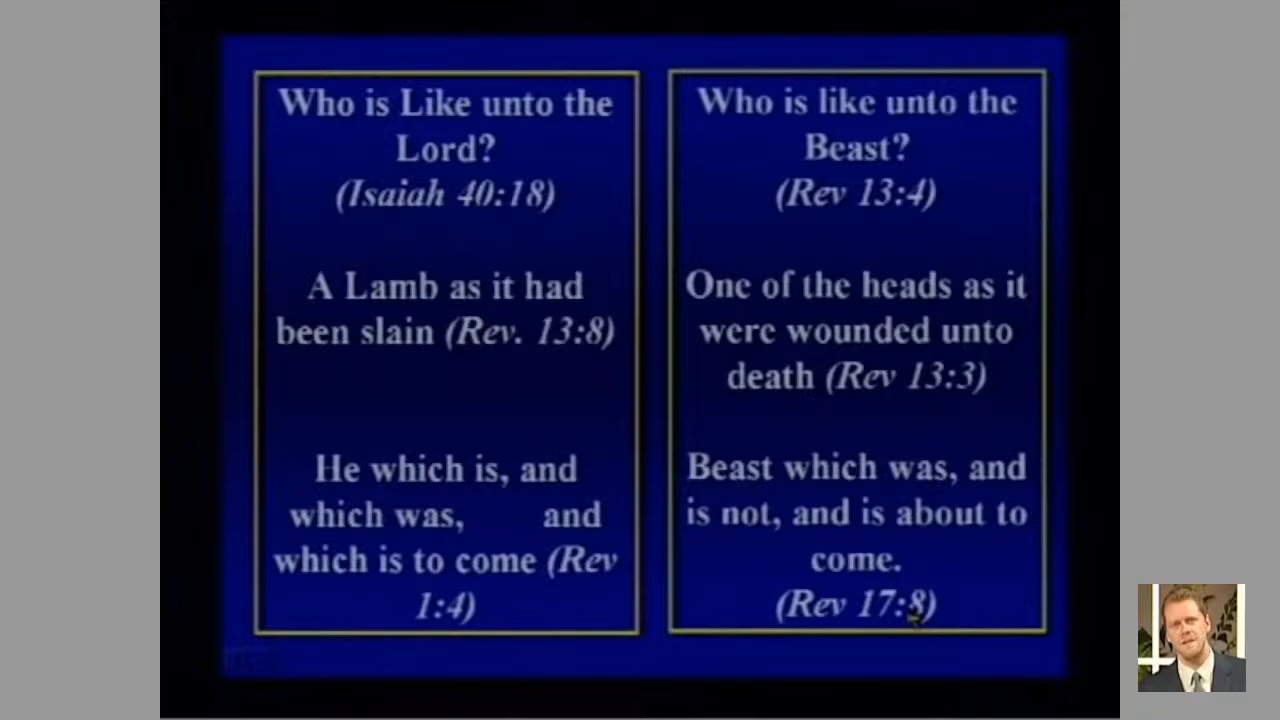 Who is Like unto the
Lord?
(Isaiah 40:18)
A Lamb as it had
been slain (Rev. 13:8)
He which is, and
which was, and
which is to come (Rev
1:4)
Who is like unto the
Beast?
(Rev 13:4)
One of the heads as it
were wounded unto
death (Rev 13:3)
Beast which was, and
is not, and is about to
come.
(Rev 17:8)